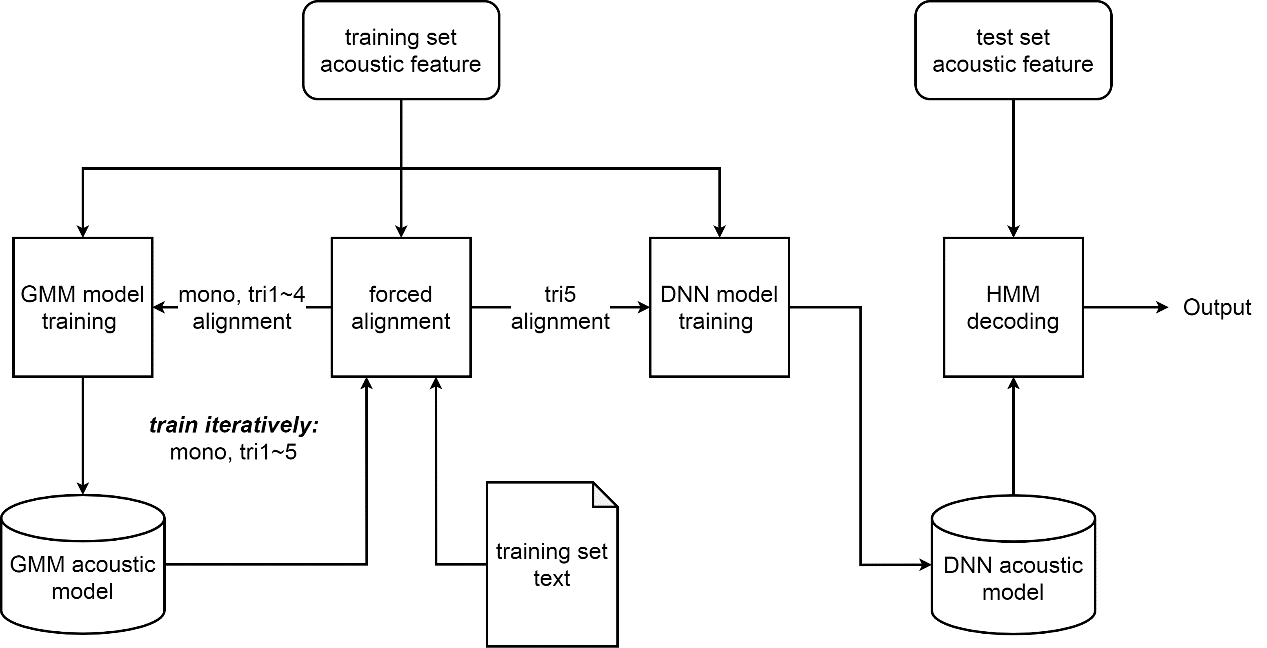 training set
acoustic feature
test set
acoustic feature
GMM model
training
mono, tri1~4
alignment
forced
alignment
tri5
alignment
DNN model
training
HMM
decoding
Output
train iteratively:
mono, tri1~5
GMM acoustic
model
training set
text
DNN acoustic
model